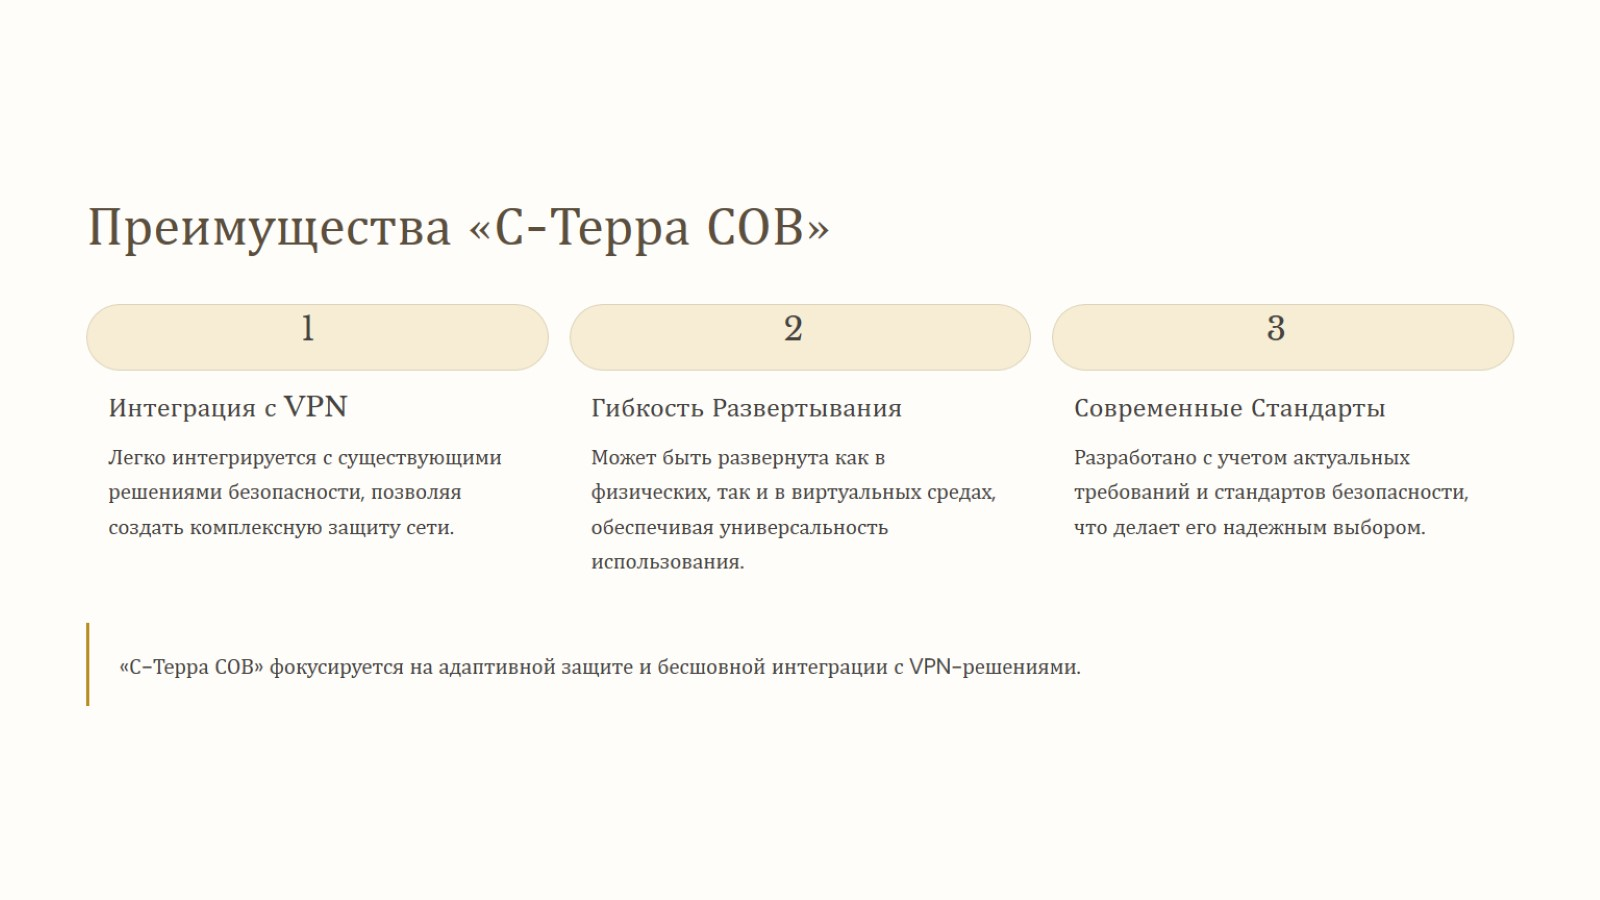 Преимущества «С-Терра СОВ»
1
Интеграция с VPN
Легко интегрируется с существующими
решениями безопасности, позволяя
создать комплексную защиту сети.
2
Гибкость Развертывания
Может быть развернута как в
физических, так и в виртуальных средах,
обеспечивая универсальность
использования.
3
Современные Стандарты
Разработано с учетом актуальных
требований и стандартов безопасности,
что делает его надежным выбором.
«С-Терра СОВ» фокусируется на адаптивной защите и бесшовной интеграции с VPN-решениями.